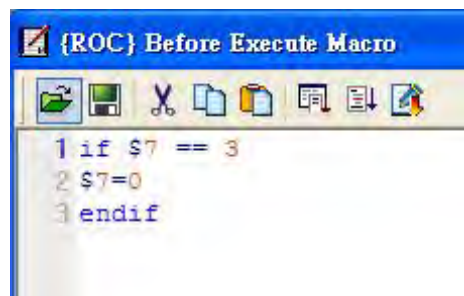 {ROC} Before Execute Macro
1 if $7 == 3
2 $7=0
3 endif